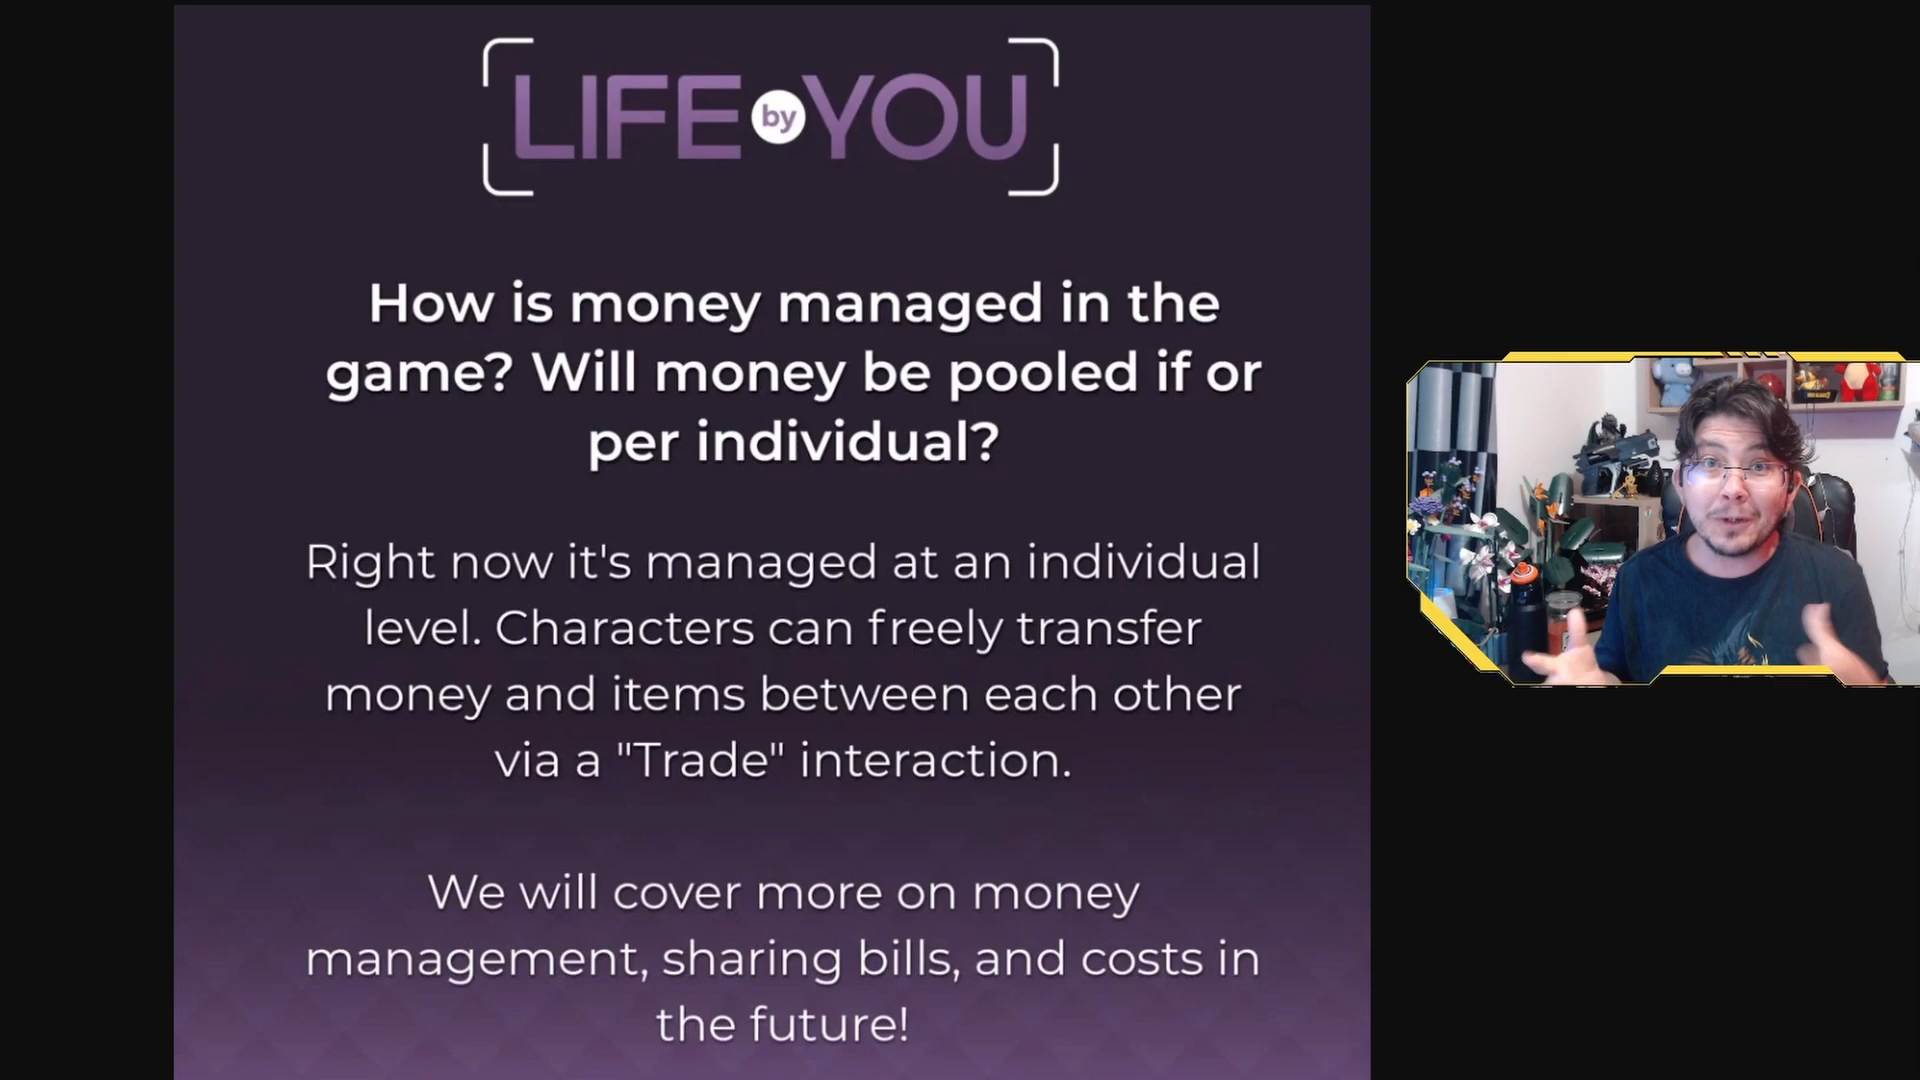 LIFE by YOU
How is money managed in the
game? Will money be pooled if or
per individual?
Right now it's managed at an individual
level. Characters can freely transfer
money and items between each other
via a "Trade" interaction.
We will cover more on money
management, sharing bills, and costs in
the future!